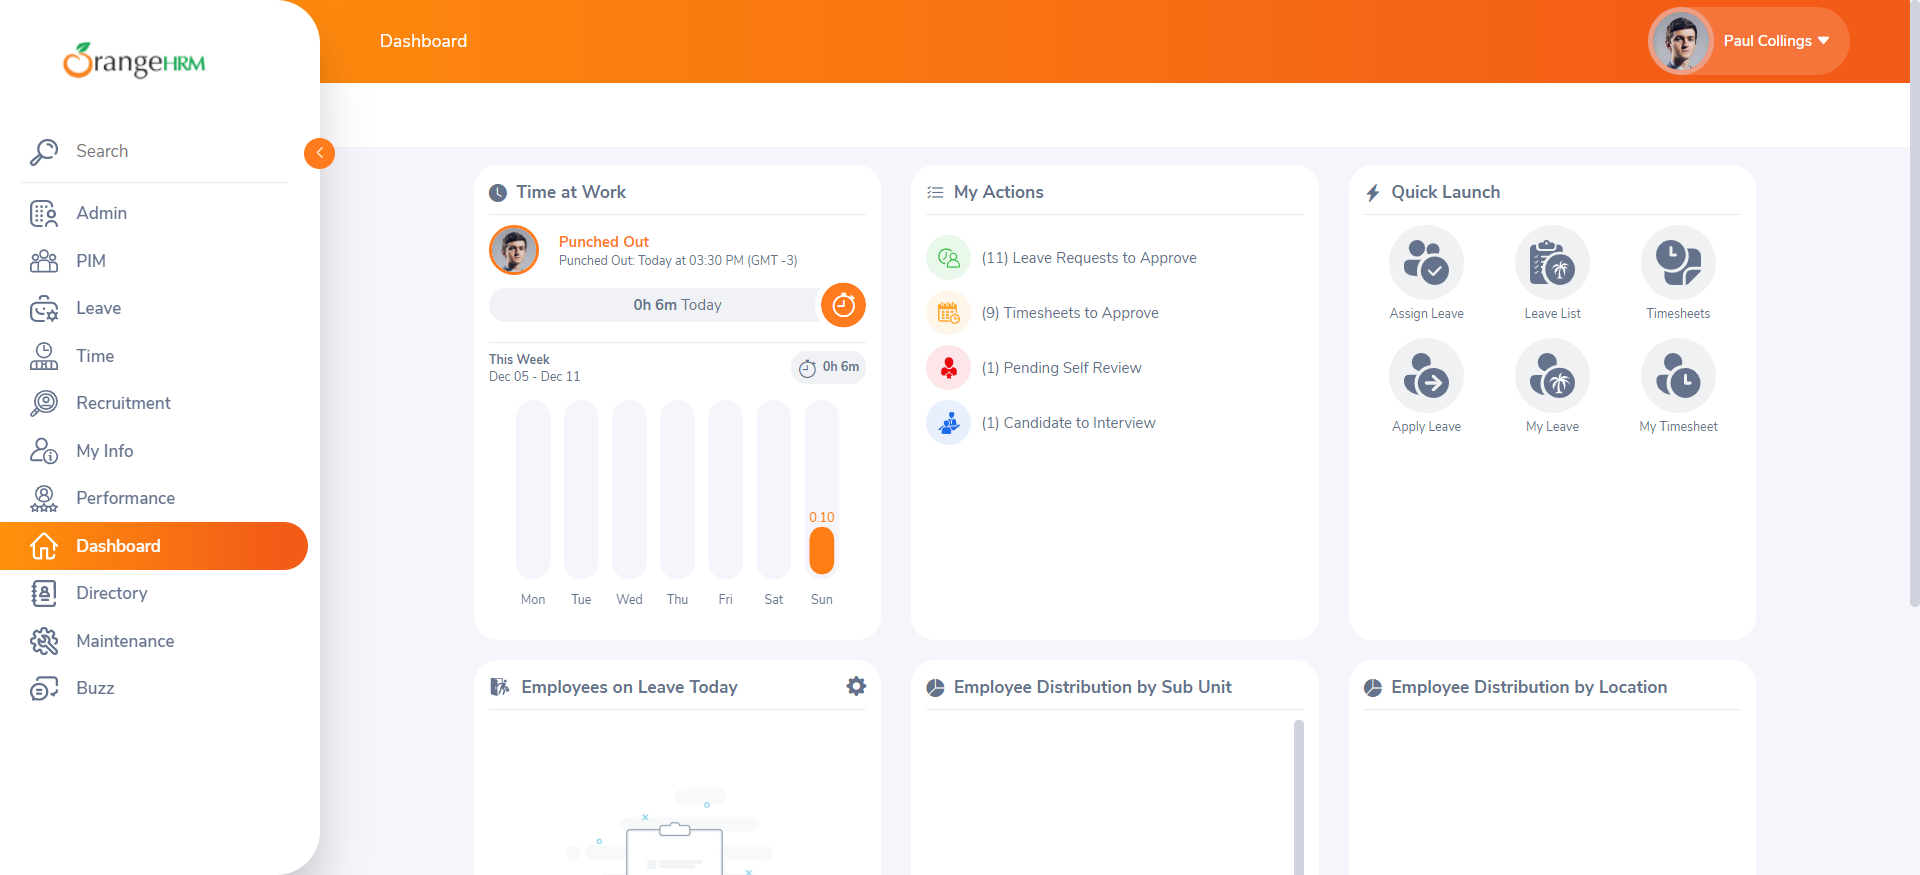 OrangeHRM
Search
Admin
PIM
Leave
Time
Recruitment
My Info
Performance
Dashboard
Directory
Maintenance
Buzz
Dashboard
Paul Collings
Time at Work
Punched Out
Punched Out: Today at 03:30 PM (GMT -3)
0h 6m Today
This Week
Dec 05 - Dec 11
0h 6m
0.10
Mon Tue Wed Thu Fri Sat Sun
My Actions
(11) Leave Requests to Approve
(9) Timesheets to Approve
(1) Pending Self Review
(1) Candidate to Interview
Quick Launch
Assign Leave Leave List Timesheets
Apply Leave My Leave My Timesheet
Employees on Leave Today
Employee Distribution by Sub Unit
Employee Distribution by Location